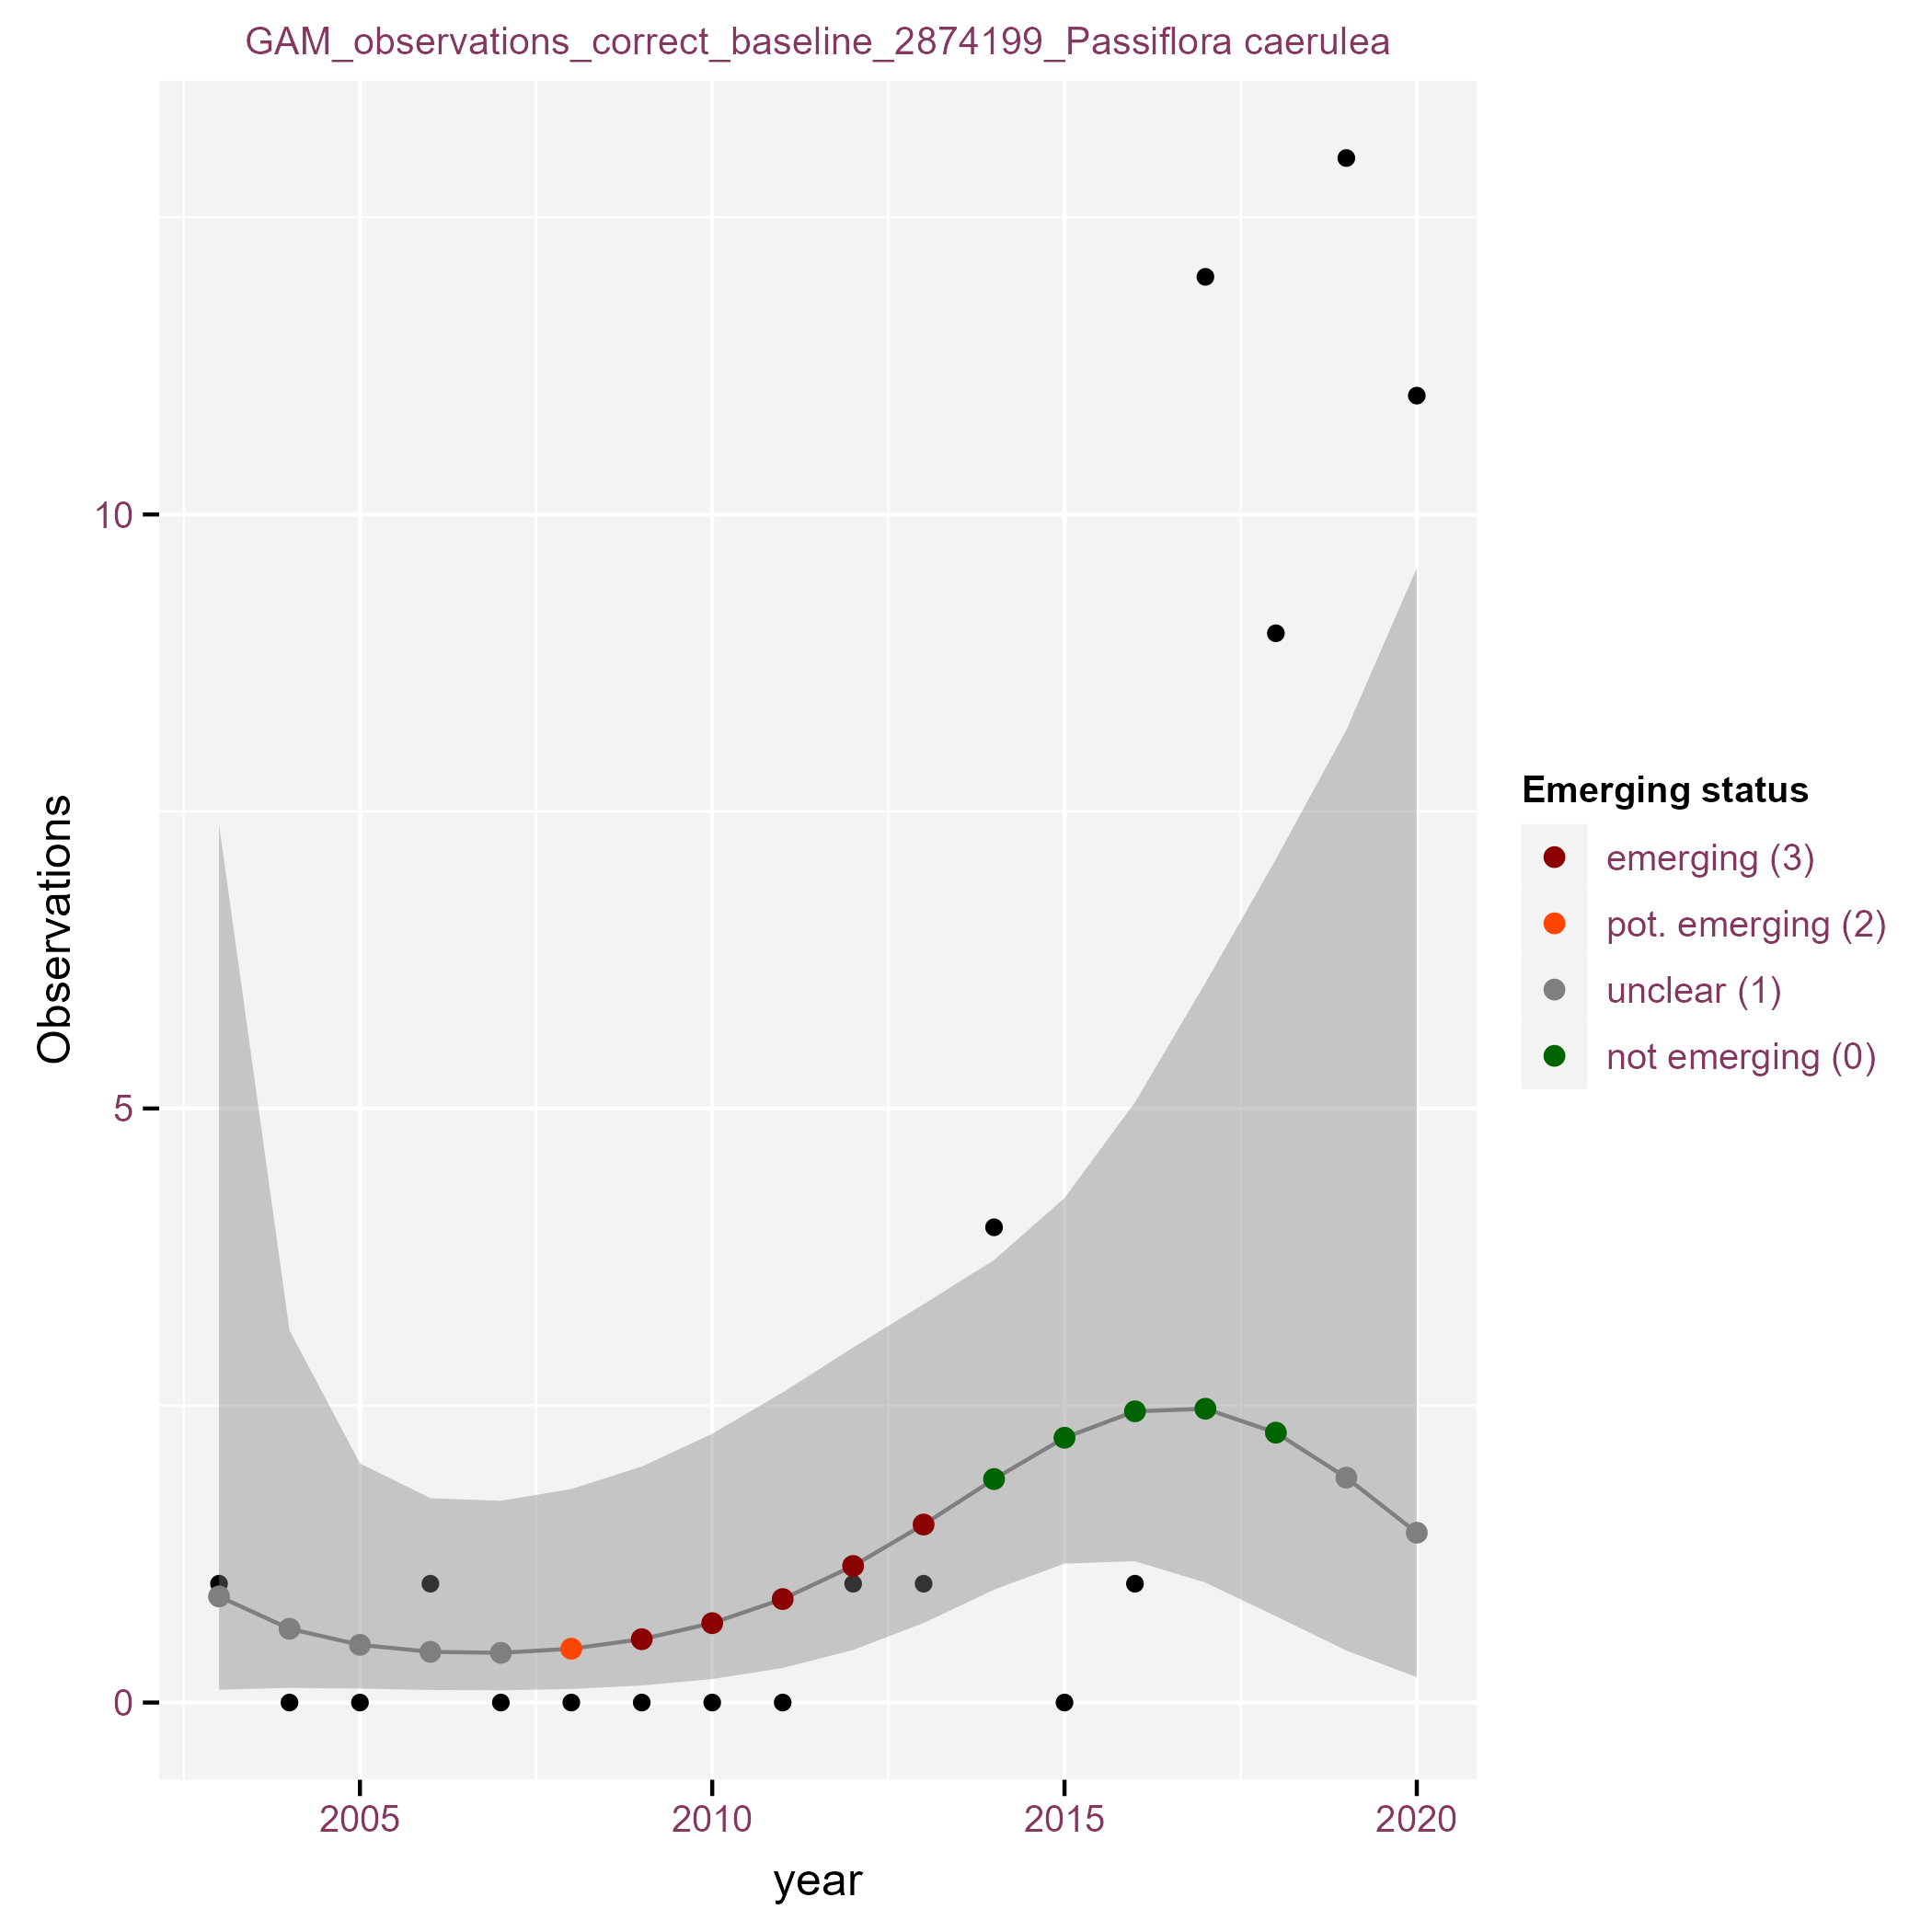 GAM_observations_correct_baseline_2874199_Passiflora caerulea
Observations
10
5
0
2005
2010
2015
2020
year
Emerging status
emerging (3)
pot. emerging (2)
unclear (1)
not emerging (0)